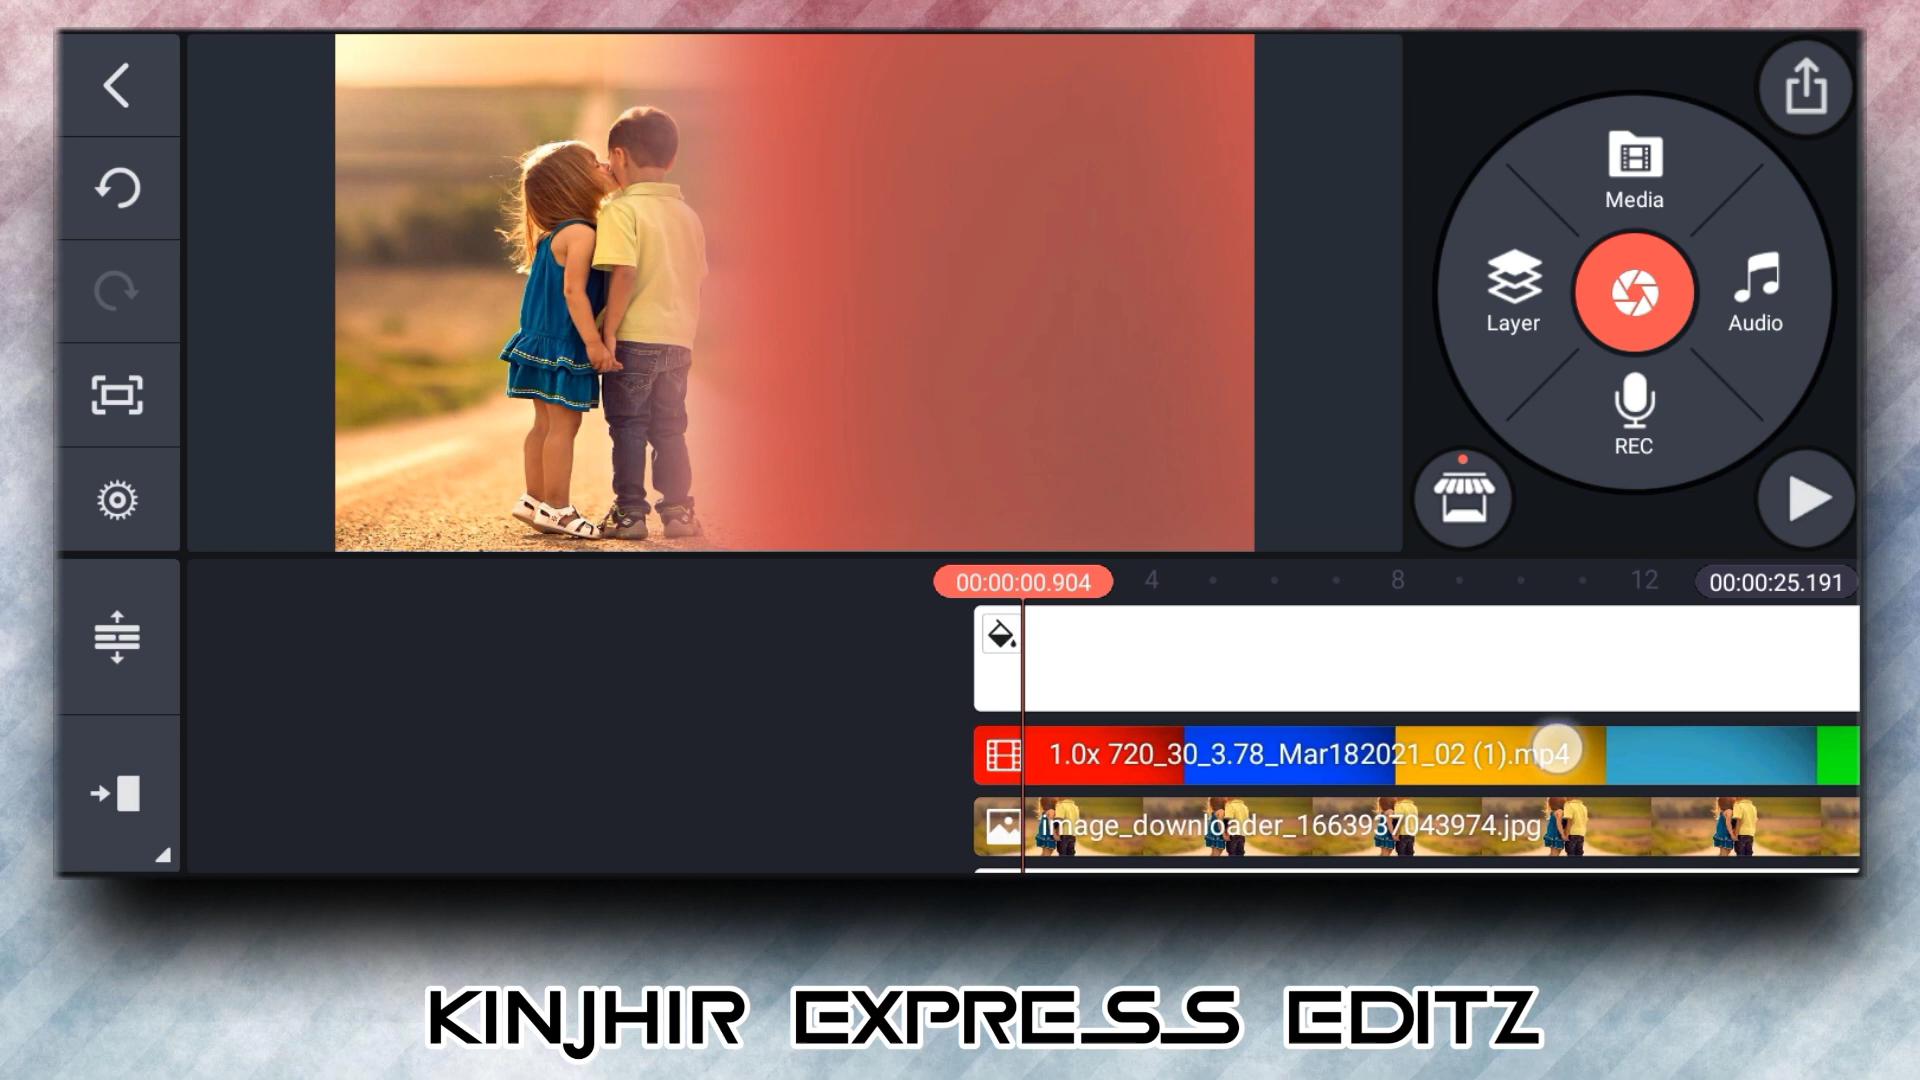 Media
Layer
Audio
REC
00:00:00.904
4
8
12
00:00:25.191
1.0x 720_30_3.78_Mar182021_02 (1).mp4
image_downloader_1663937043974.jpg
KINJHIR EXPRESS EDITZ